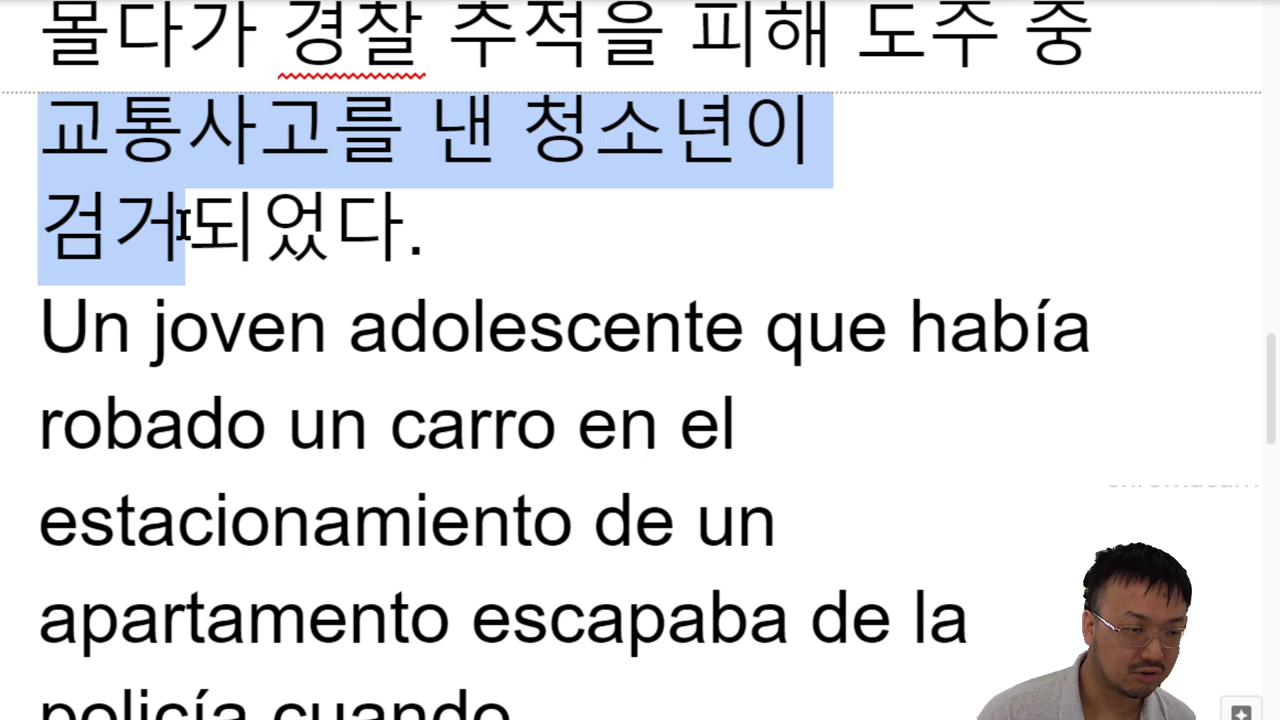 몰다가 경찰 추적을 피해 도주 중
교통사고를 낸 청소년이
검거되었다.
Un joven adolescente que había
robado un carro en el
estacionamiento de un
apartamento escapaba de la
policía cuando